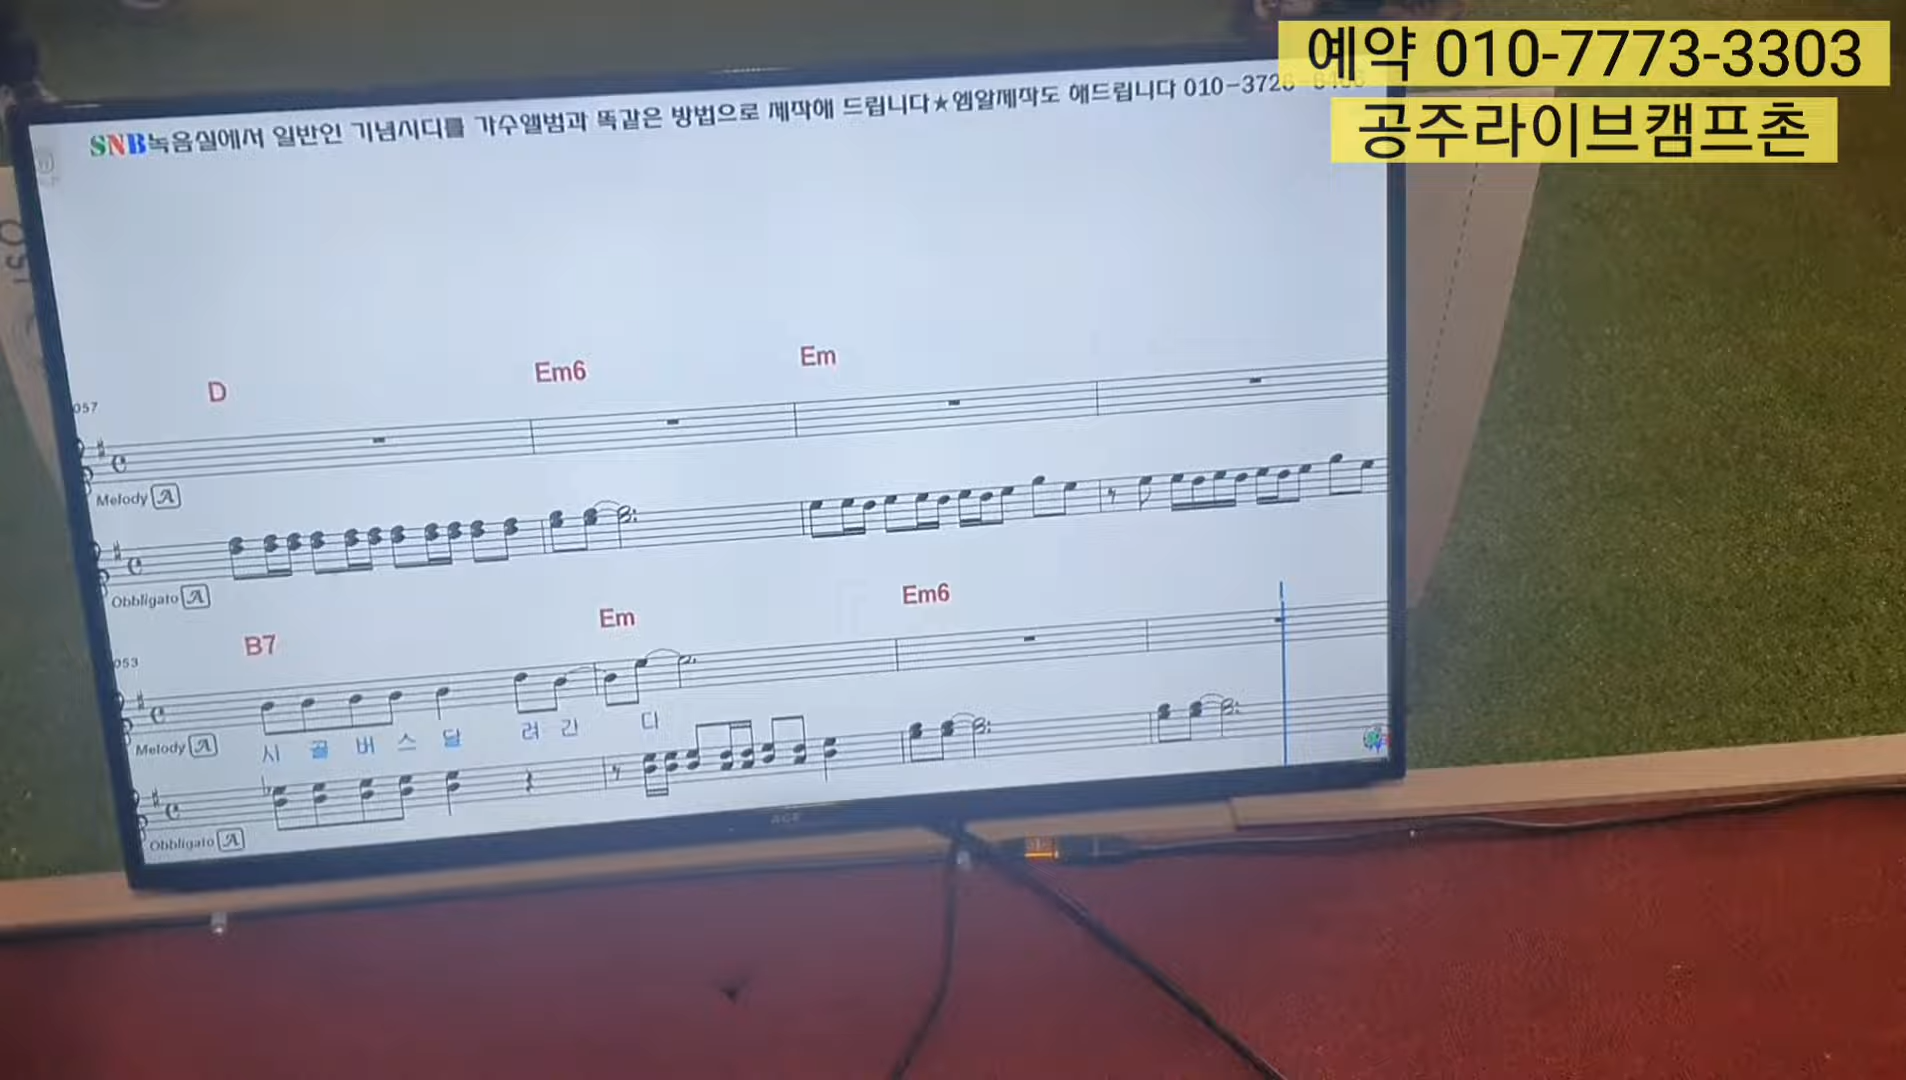 예약 010-7773-3303
공주라이브캠프촌
SNB녹음실에서 일반인 기념시디를 가수앨범과 똑같은 방법으로 제작해 드립니다★엠알제작도 해드립니다 010-3726
D Em6 Em
057
Melody A
Obbligato A
B7 Em Em6
053
Melody A
시 골 버 스 달 려 간 다
Obbligato A